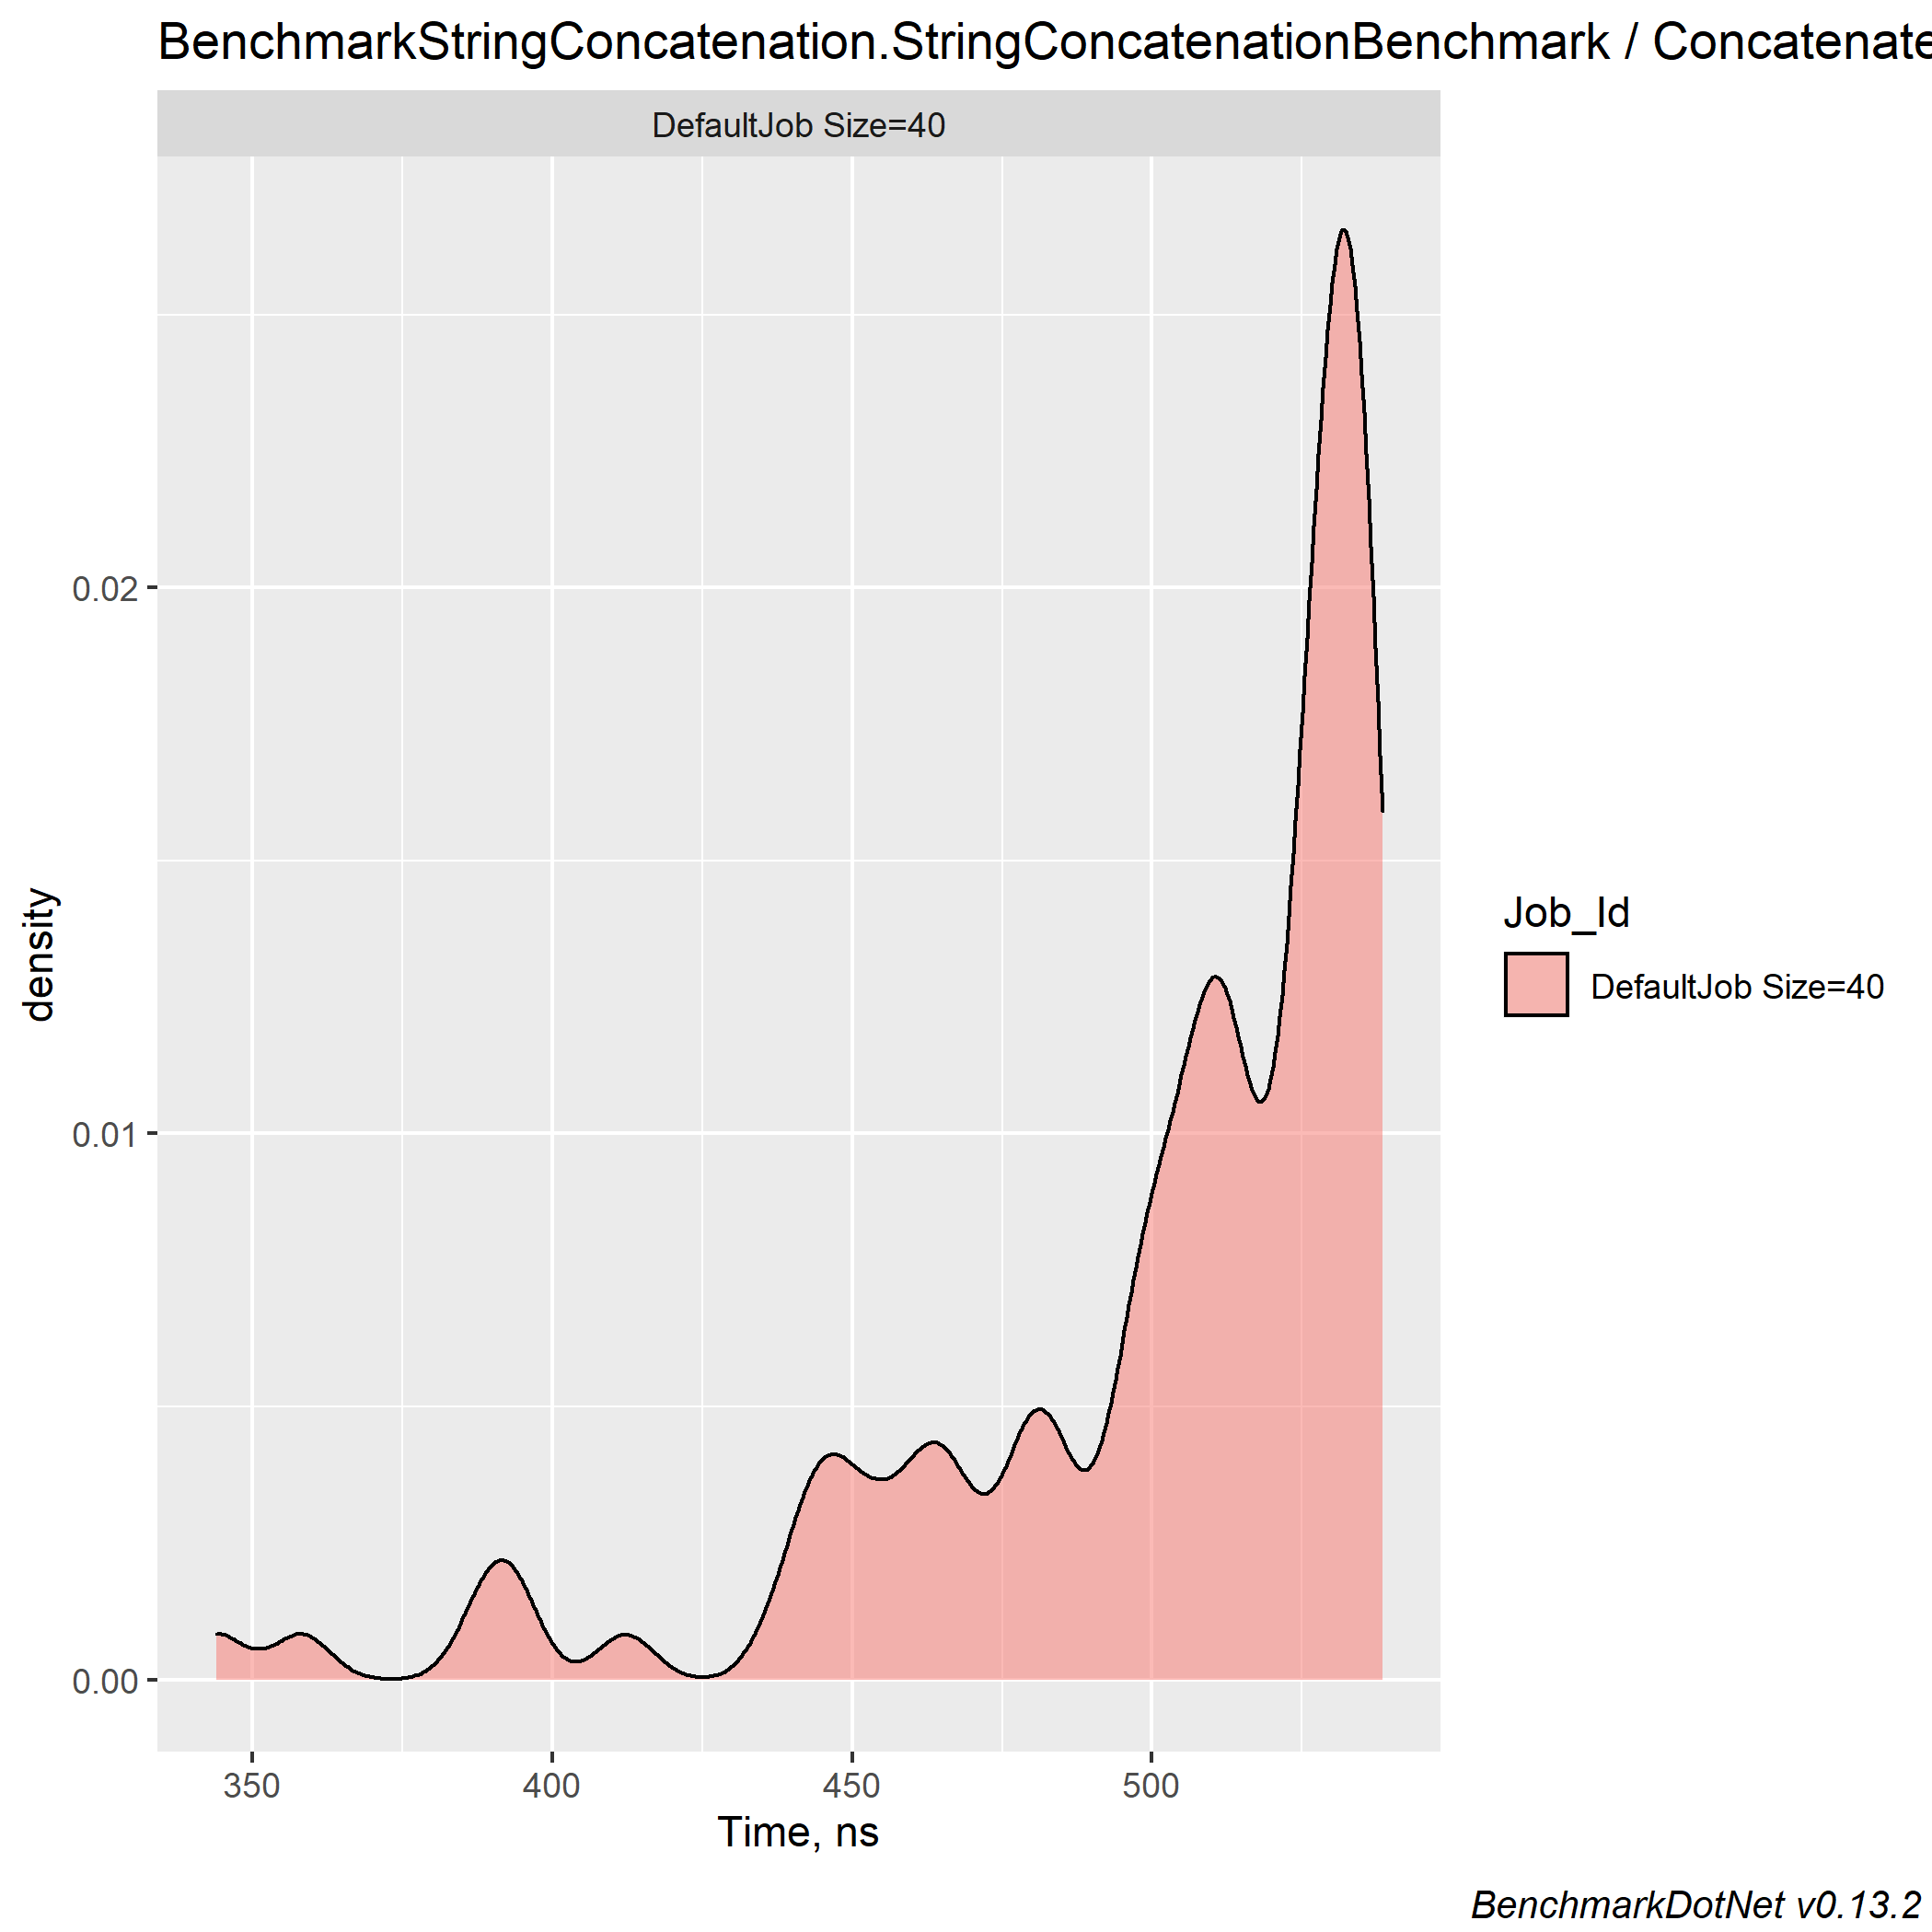 BenchmarkStringConcatenation.StringConcatenationBenchmark / Concatenate
DefaultJob Size=40
0.02
0.01
0.00
density
350 400 450 500
Time, ns
Job_Id
DefaultJob Size=40
BenchmarkDotNet v0.13.2